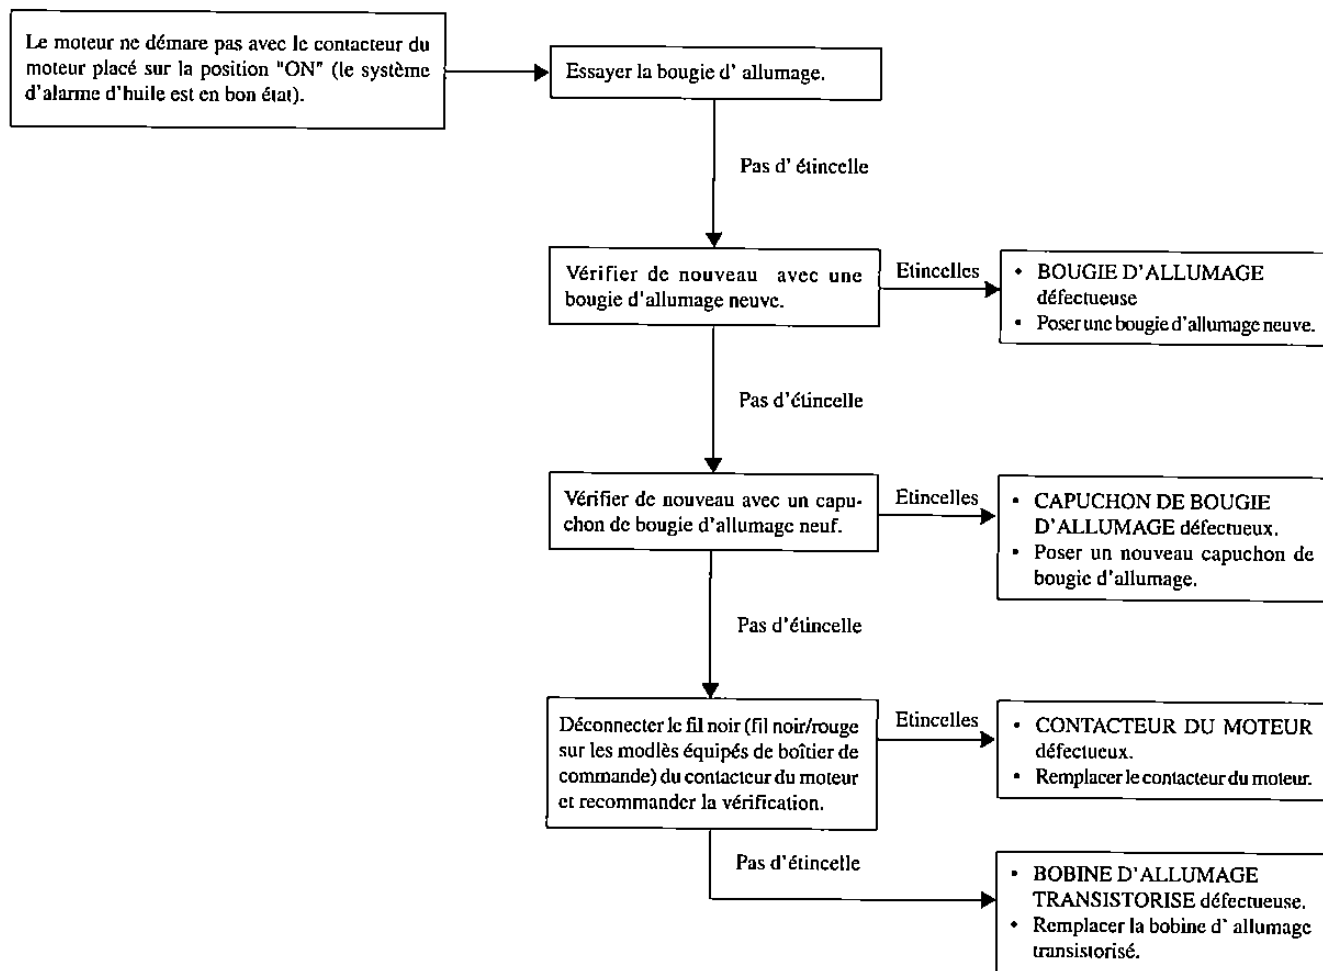 Le moteur ne démare pas avec le contacteur du
moteur placé sur la position "ON" (le système
d'alarme d'huile est en bon état).
Essayer la bougie d' allumage.
Pas d' étincelle
Vérifier de nouveau avec une
bougie d'allumage neuve.
Etincelles
• BOUGIE D'ALLUMAGE
défectueuse
• Poser une bougie d'allumage neuve.
Pas d'étincelle
Vérifier de nouveau avec un capu-
chon de bougie d'allumage neuf.
Etincelles
• CAPUCHON DE BOUGIE
D'ALLUMAGE défectueux.
• Poser un nouveau capuchon de
bougie d'allumage.
Pas d'étincelle
Déconnecter le fil noir (fil noir/rouge
sur les modlès équipés de boîtier de
commande) du contacteur du moteur
et recommander la vérification.
Etincelles
• CONTACTEUR DU MOTEUR
défectueux.
• Remplacer le contacteur du moteur.
Pas d'étincelle
• BOBINE D'ALLUMAGE
TRANSISTORISE défectueuse.
• Remplacer la bobine d' allumage
transistorisé.